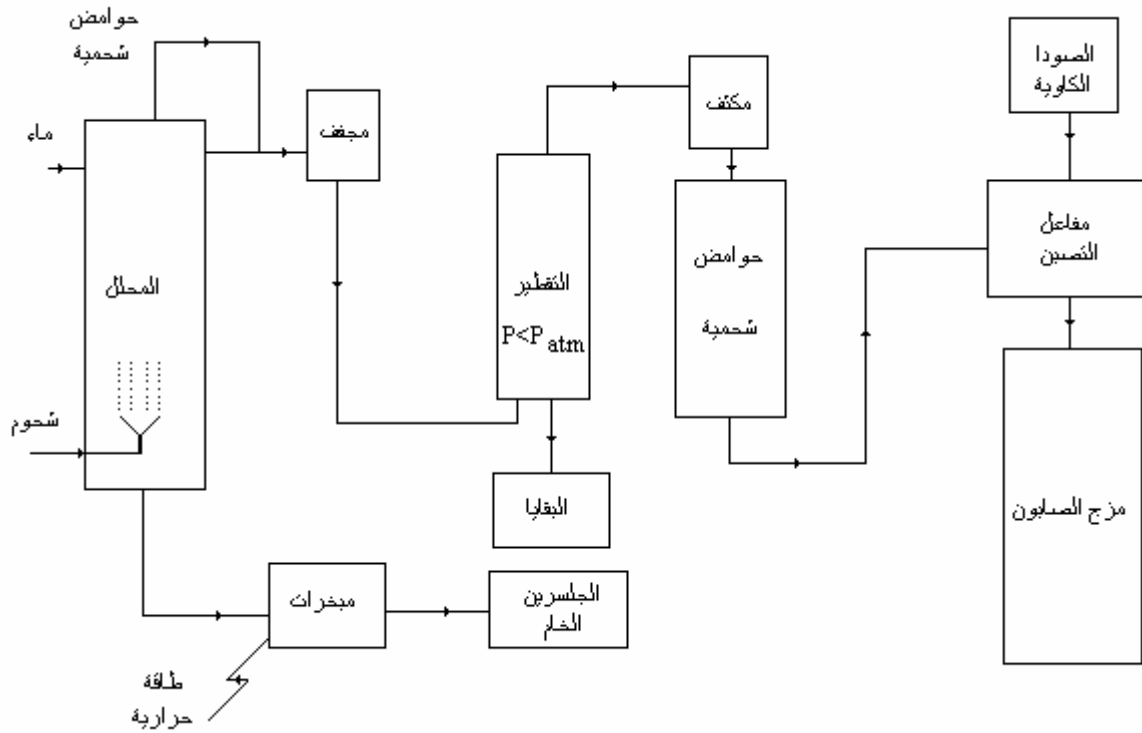 حوامض
شحمية
ماء
مجفف
المحلل
شحوم
مبخرات
طاقة
حرارية
الجلسرين
الخام
التقطير
P<P atm
البقايا
مكثف
حوامض
شحمية
الصودا
الكاوية
مفاعل
التصبن
مزج الصابون